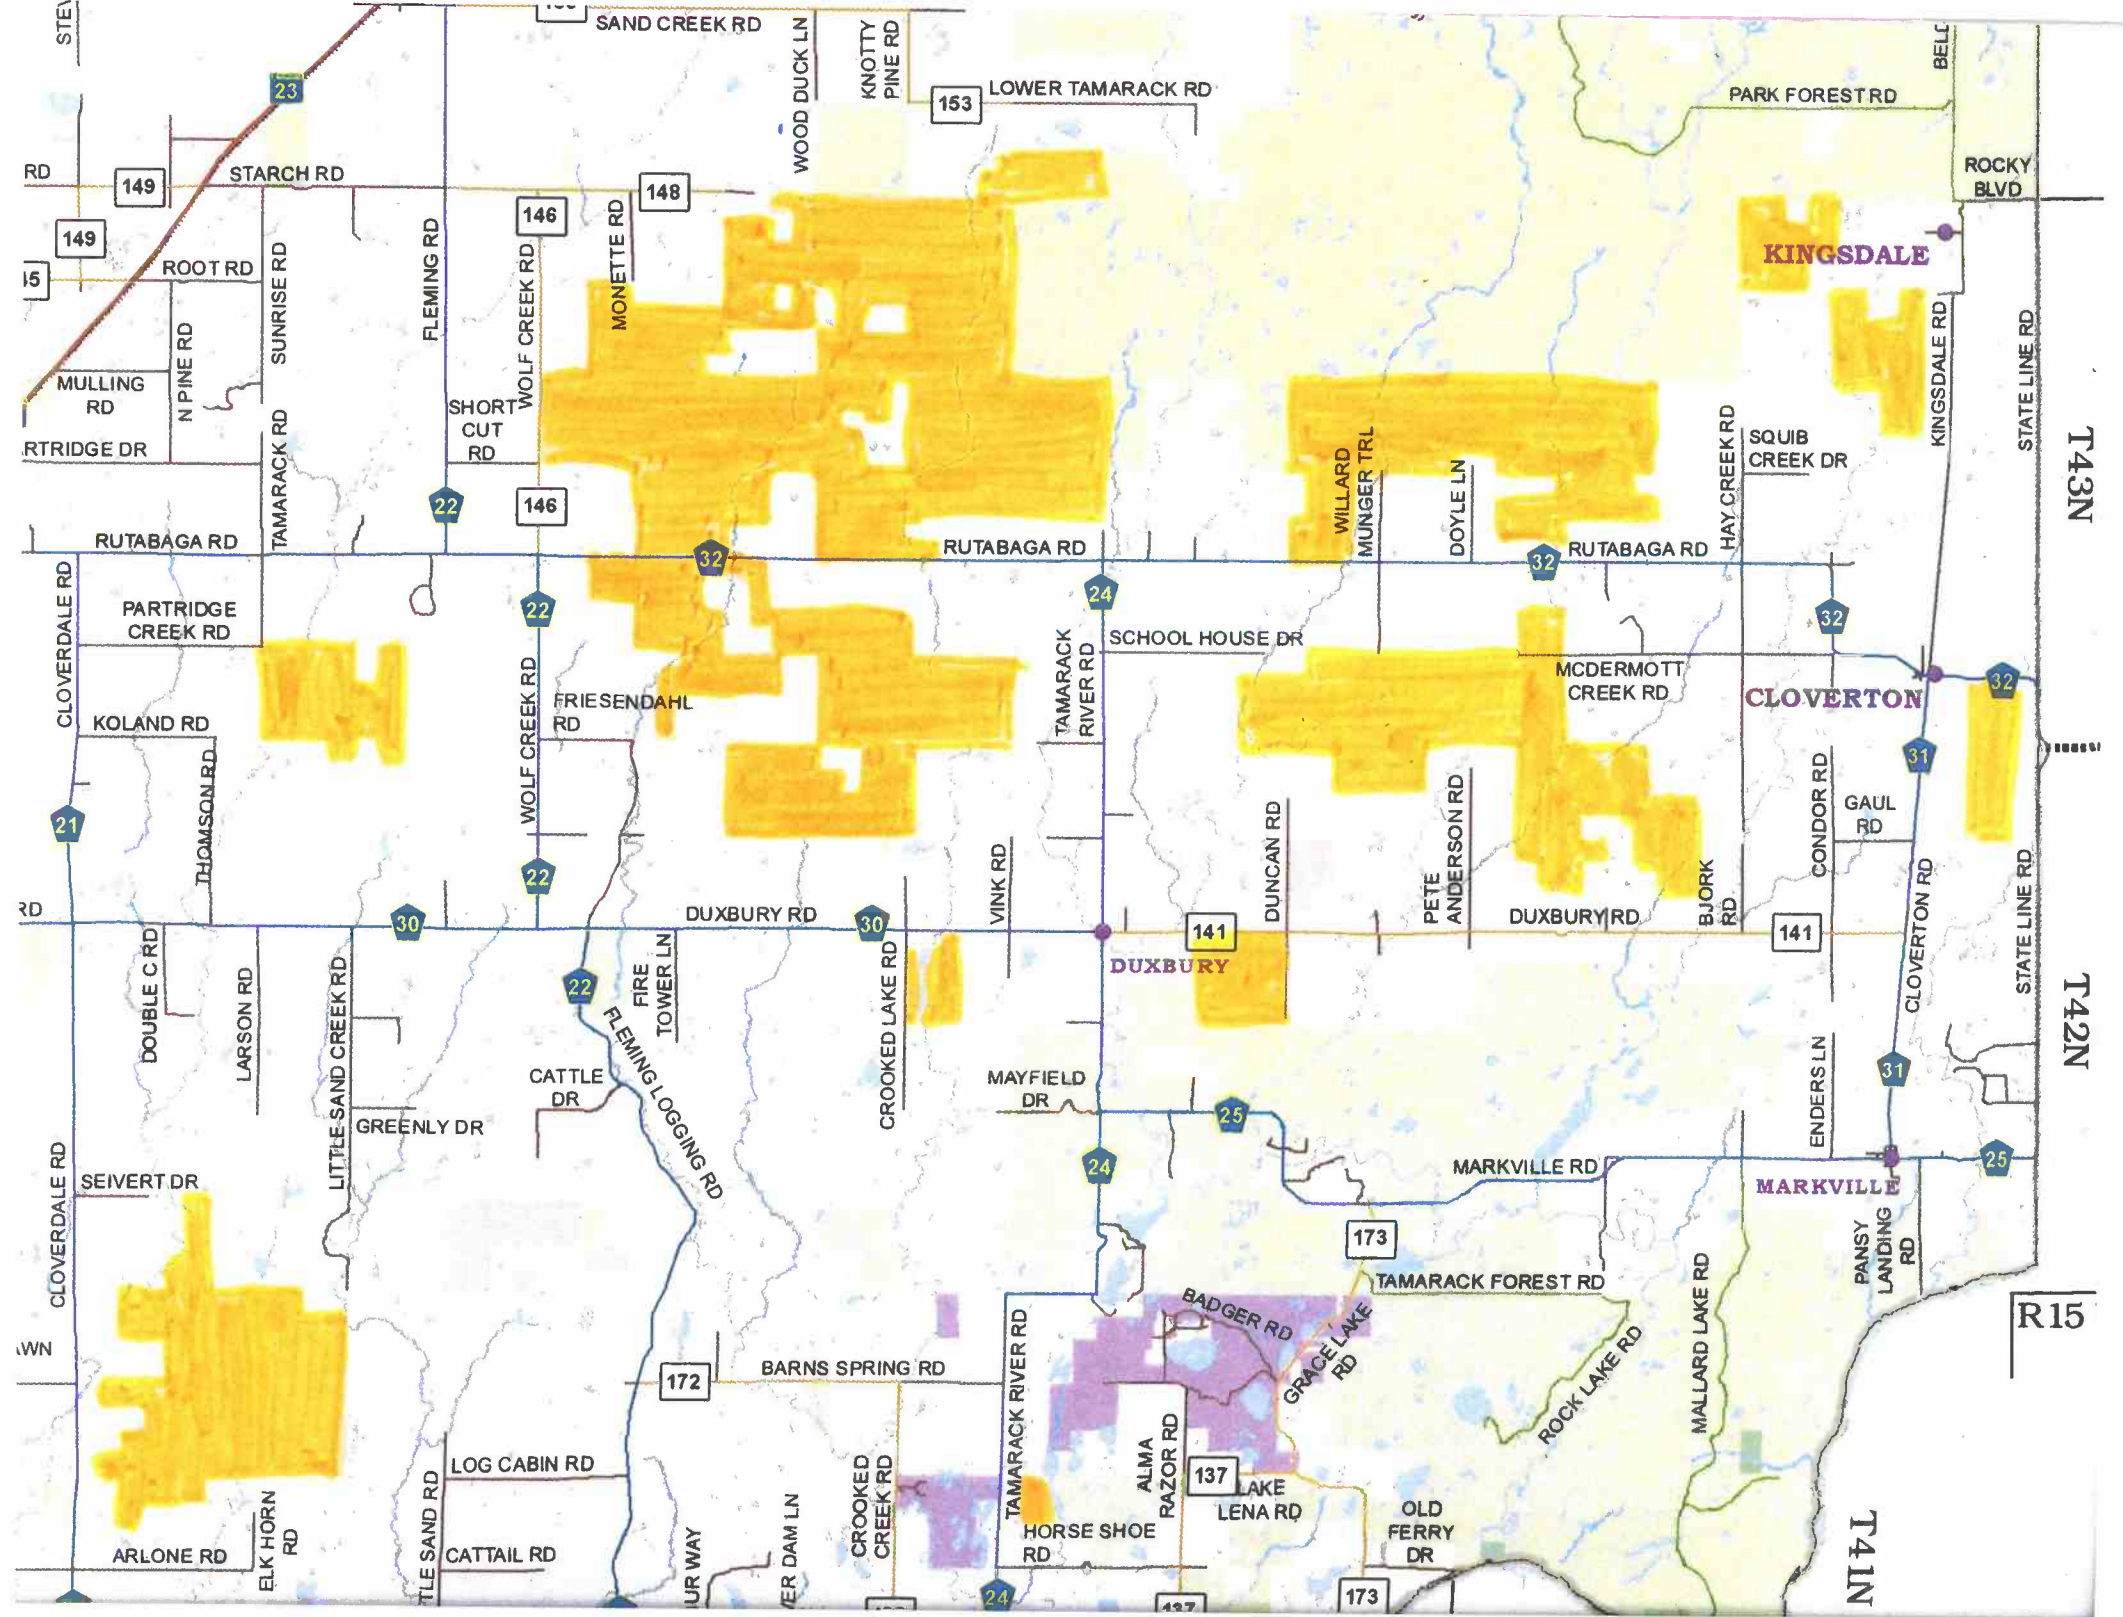 SAND CREEK RD
WOOD DUCK LN
KNOTTY
PINE RD
BELD
23
153
LOWER TAMARACK RD
PARK FOREST RD
RD
149
STARCH RD
148
ROCKY
BLVD
149
146
MONETTE RD
KINGSDALE
ROOT RD
SUNRISE RD
FLEMING RD
WOLF CREEK RD
N PINE RD
KINGSDALE RD
STATE LINE RD
MULLING
RD
SHORT
CUT
RD
RTRIDGE DR
TAMARACK RD
22
146
WILLARD
MUNGER TRL
DOYLE LN
HAY CREEK RD
SQUIB
CREEK DR
T43N
RUTABAGA RD
32
RUTABAGA RD
32
RUTABAGA RD
CLOVERDALE RD
PARTRIDGE
CREEK RD
22
24
32
SCHOOL HOUSE DR
TAMARACK
RIVER RD
MCDERMOTT
CREEK RD
32
CLOVERTON
KOLAND RD
THOMSON RD
WOLF CREEK RD
FRIESENDAHL
RD
31
21
22
VINK RD
DUNCAN RD
PETE
ANDERSON RD
BJORK
RD
CONDOR RD
GAUL
RD
CLOVERTON RD
STATE LINE RD
RD
30
DUXBURY RD
30
141
DUXBURY RD
141
DUXBURY
DOUBLE C RD
LARSON RD
LITTLE SAND CREEK RD
22
FIRE
TOWER LN
CROOKED LAKE RD
T42N
FLEMING LOGGING RD
CATTLE
DR
MAYFIELD
DR
25
ENDERS LN
31
GREENLY DR
CLOVERDALE RD
SEIVERT DR
24
MARKVILLE RD
25
MARKVILLE
173
PANSY
LANDING
RD
TAMARACK FOREST RD
MALLARD LAKE RD
BADGER RD
GRACE LAKE
RD
ROCK LAKE RD
R15
TAMARACK RIVER RD
172
BARNS SPRING RD
LOG CABIN RD
CROOKED
CREEK RD
ALMA
RAZOR RD
137
LAKE
LENA RD
OLD
FERRY
DR
T41N
HORSE SHOE
RD
ARLONE RD
ELK HORN
RD
TLE SAND RD
CATTAIL RD
UR WAY
VER DAM LN
24
137
173